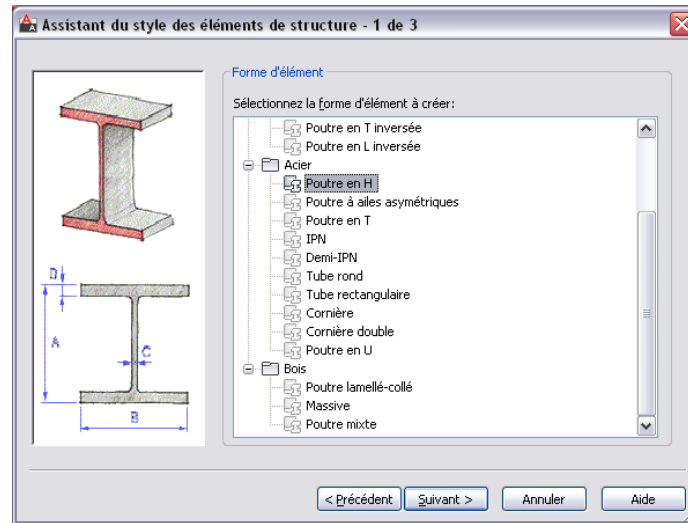 Assistant du style des éléments de structure - 1 de 3
Forme d'élément
Sélectionnez la forme d'élément à créer:
Poutre en T inversée
Poutre en L inversée
Acier
Poutre en H
Poutre à ailes asymétriques
Poutre en T
IPN
Demi-IPN
Tube rond
Tube rectangulaire
Cornière
Cornière double
Poutre en U
Bois
Poutre lamellé-collé
Massive
Poutre mixte
D
A
C
B
< Précédent
Suivant >
Annuler
Aide